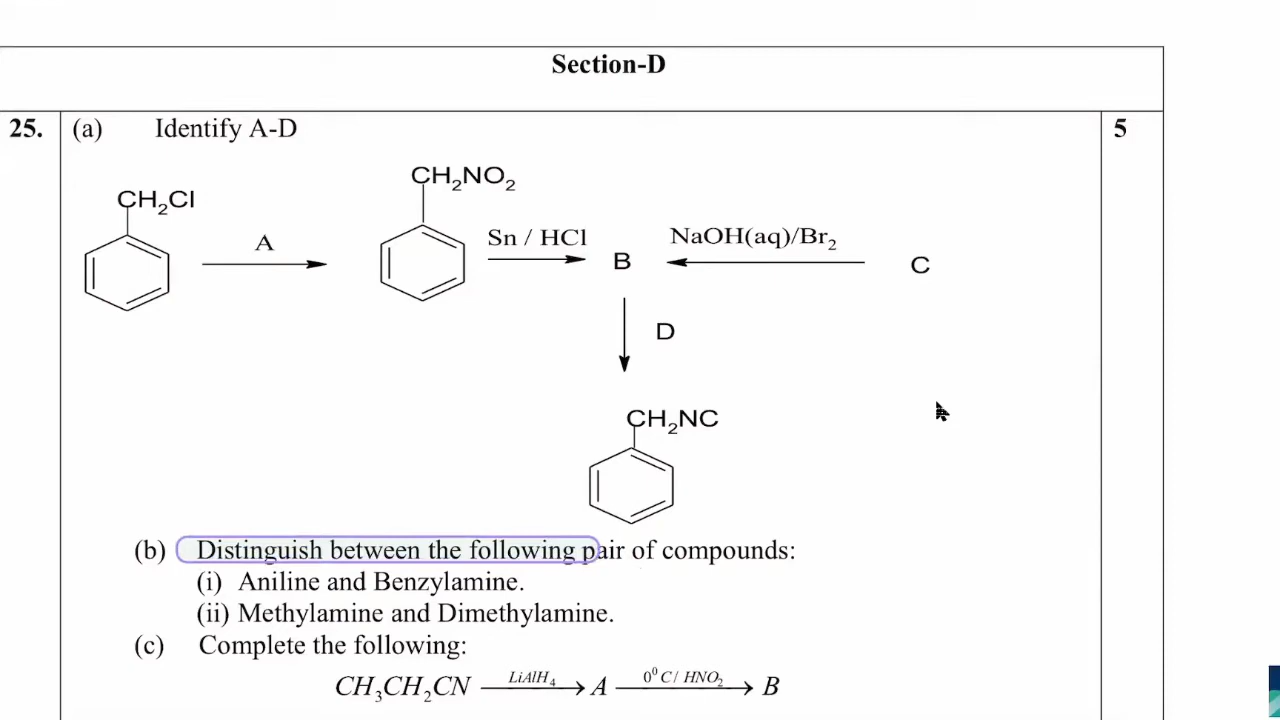 Section-D
25. (a) Identify A-D 5
CH₂Cl
A
CH₂NO₂
Sn / HCl
B
NaOH(aq)/Br₂
C
D
CH₂NC
(b) Distinguish between the following pair of compounds:
(i) Aniline and Benzylamine.
(ii) Methylamine and Dimethylamine.
(c) Complete the following:
CH₃CH₂CN —LiAlH₄→ A —0⁰C/ HNO₂→ B